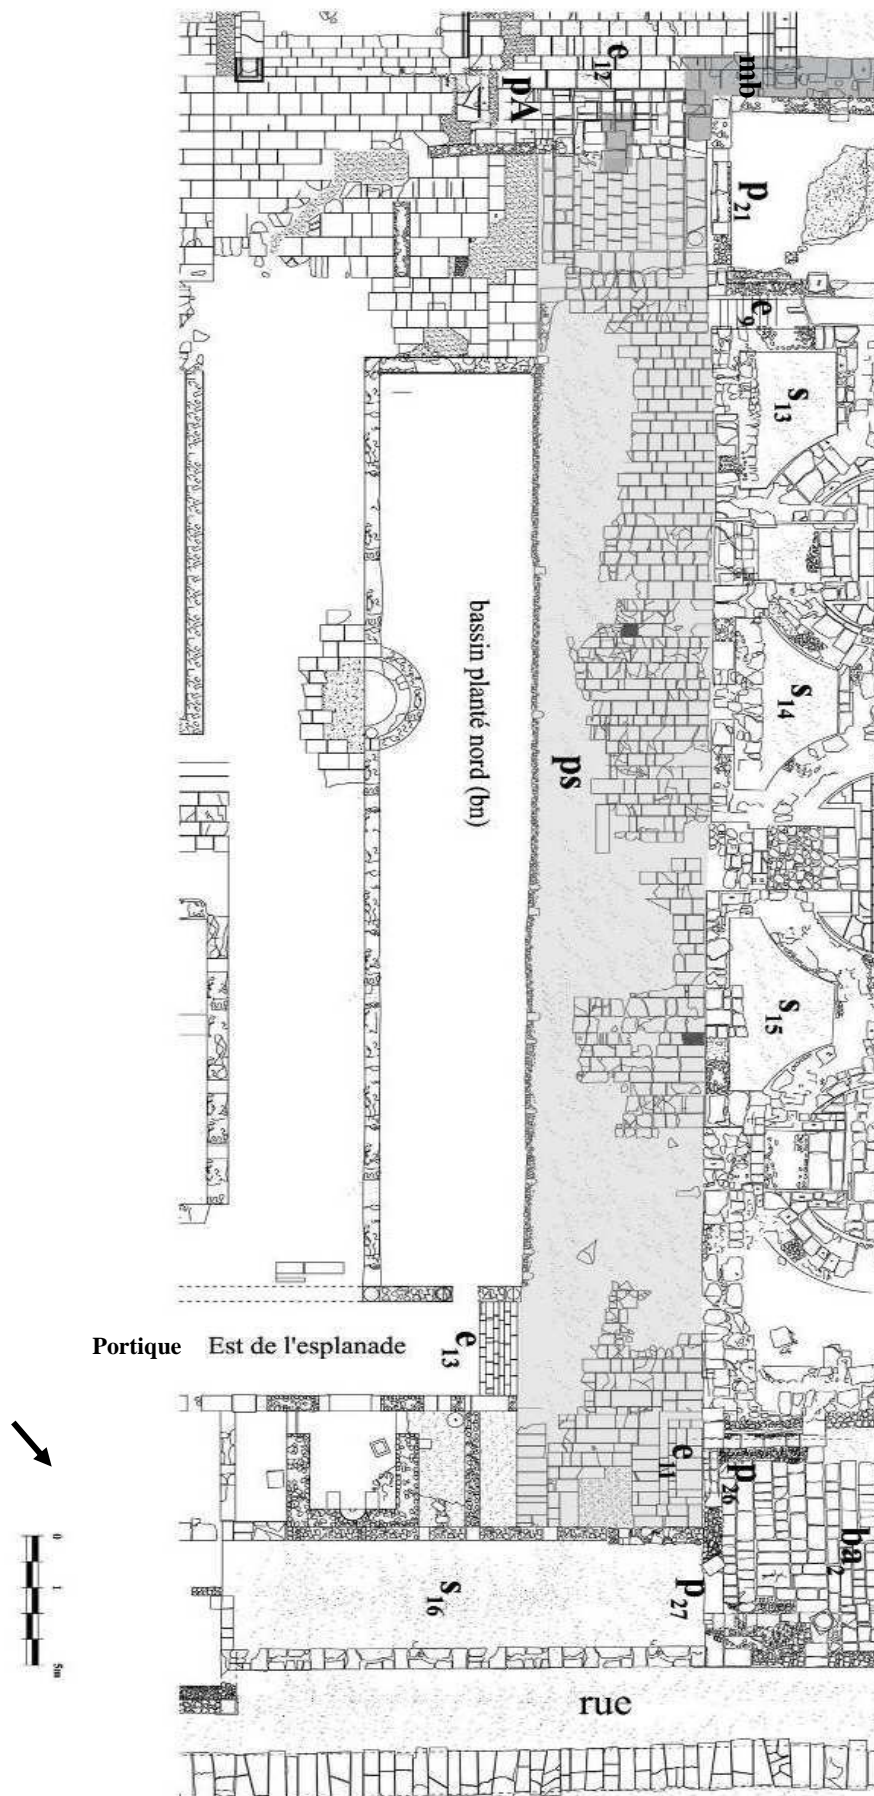 e12
mb
pA
p21
e9
s13
bassin planté nord (bn)
s14
ps
s15
Portique Est de l'esplanade
e13
e11
p26
ba2
s16
p27
0
1
5m
rue